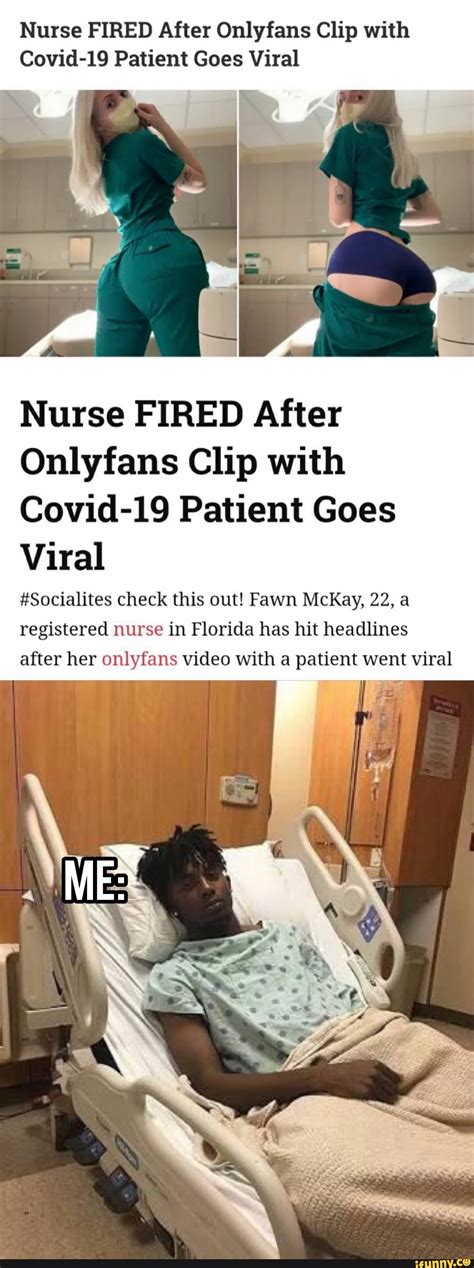 Nurse FIRED After Onlyfans Clip with
Covid-19 Patient Goes Viral
Nurse FIRED After
Onlyfans Clip with
Covid-19 Patient Goes
Viral
#Socialites check this out! Fawn McKay, 22, a
registered nurse in Florida has hit headlines
after her onlyfans video with a patient went viral
ME:
ifunny.co